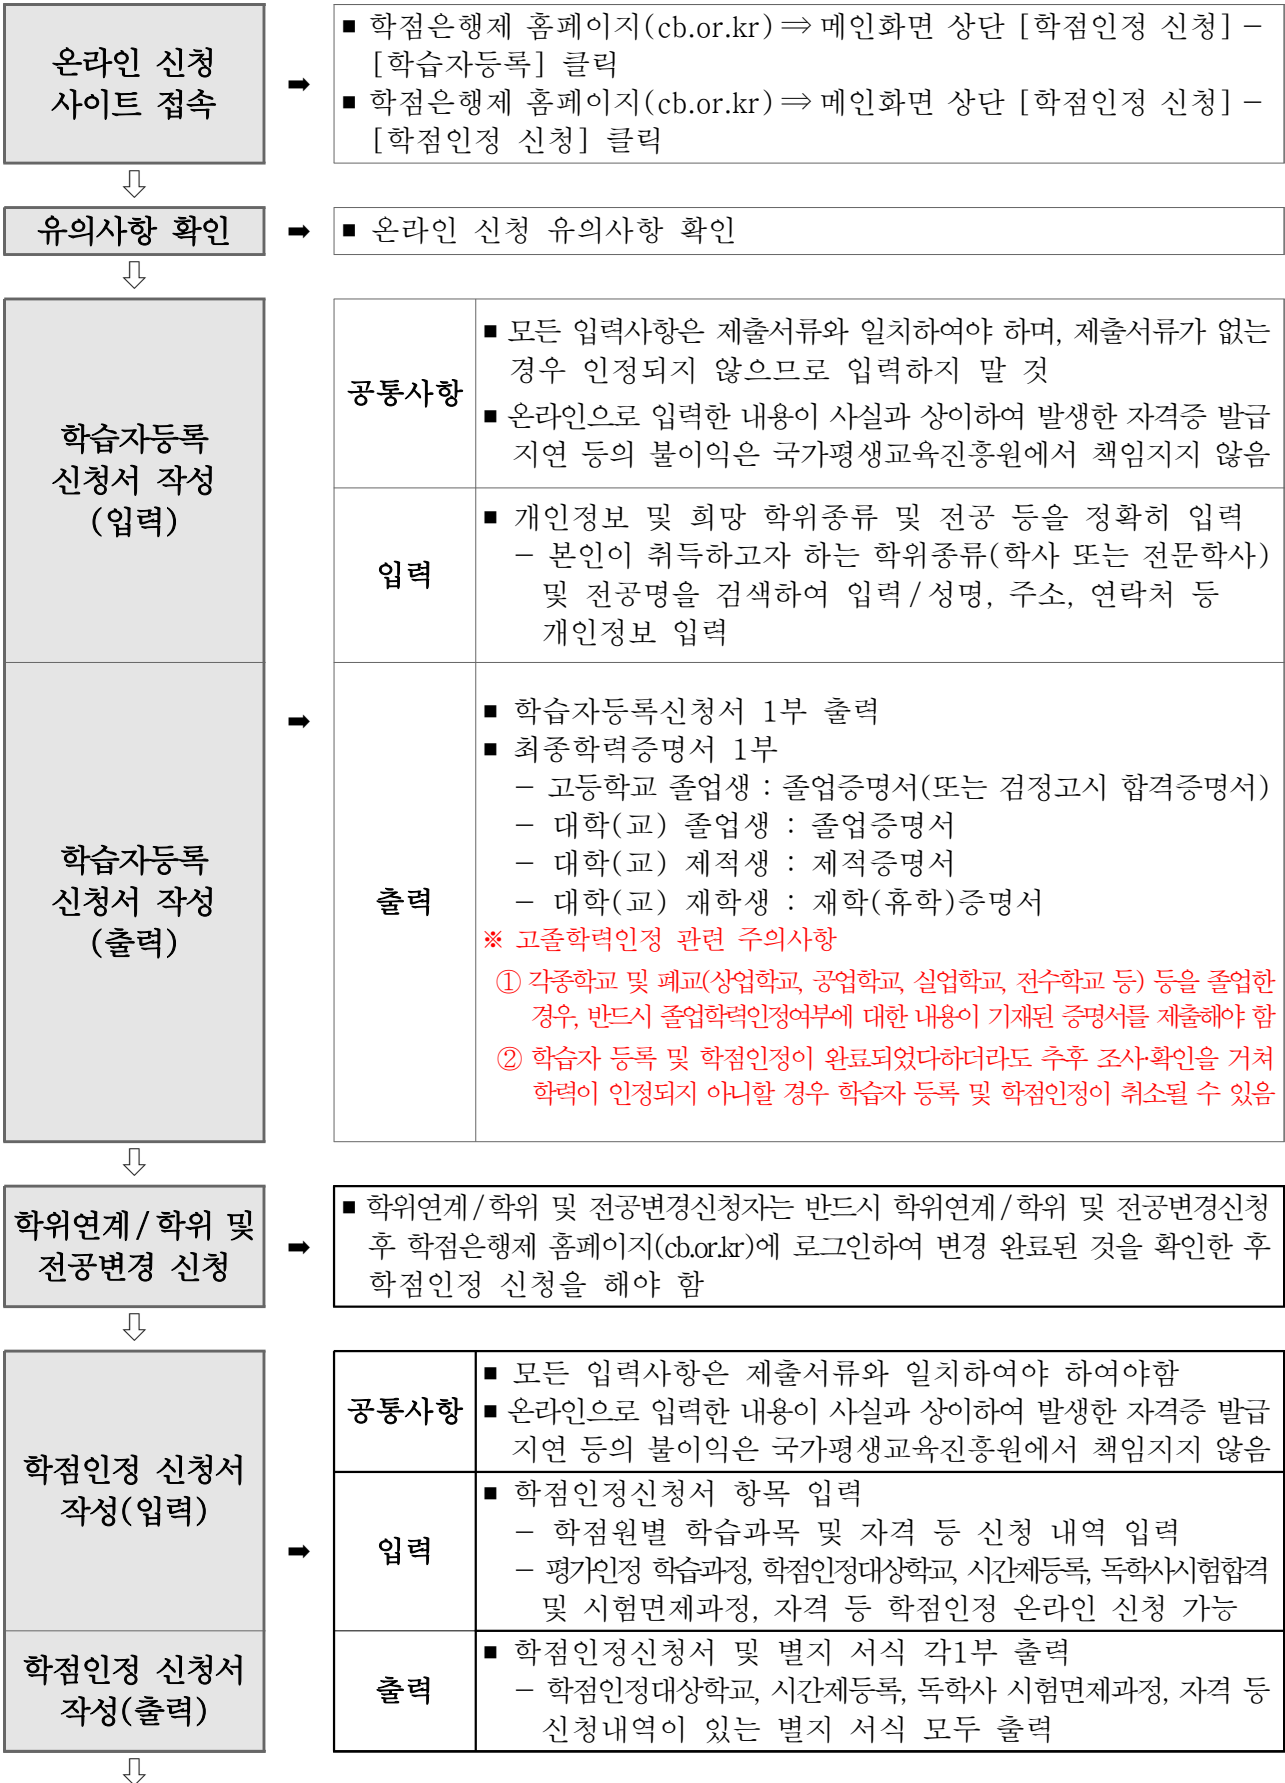 온라인 신청
사이트 접속
➡
■ 학점은행제 홈페이지(cb.or.kr)⇒메인화면 상단 [학점인정 신청]－
[학습자등록] 클릭
■ 학점은행제 홈페이지(cb.or.kr)⇒메인화면 상단 [학점인정 신청]－
[학점인정 신청] 클릭
⇩
유의사항 확인
➡
■ 온라인 신청 유의사항 확인
⇩
학습자등록
신청서 작성
(입력)
공통사항
■ 모든 입력사항은 제출서류와 일치하여야 하며, 제출서류가 없는
경우 인정되지 않으므로 입력하지 말 것
■ 온라인으로 입력한 내용이 사실과 상이하여 발생한 자격증 발급
지연 등의 불이익은 국가평생교육진흥원에서 책임지지 않음
입력
■ 개인정보 및 희망 학위종류 및 전공 등을 정확히 입력
－ 본인이 취득하고자 하는 학위종류(학사 또는 전문학사)
및 전공명을 검색하여 입력/성명, 주소, 연락처 등
개인정보 입력
학습자등록
신청서 작성
(출력)
➡
출력
■ 학습자등록신청서 1부 출력
■ 최종학력증명서 1부
－ 고등학교 졸업생 : 졸업증명서(또는 검정고시 합격증명서)
－ 대학(교) 졸업생 : 졸업증명서
－ 대학(교) 제적생 : 제적증명서
－ 대학(교) 재학생 : 재학(휴학)증명서
※ 고졸학력인정 관련 주의사항
① 각종학교 및 폐교(상업학교, 공업학교, 실업학교, 전수학교 등) 등을 졸업한
경우, 반드시 졸업학력인정여부에 대한 내용이 기재된 증명서를 제출해야 함
② 학습자 등록 및 학점인정이 완료되었다하더라도 추후 조사·확인을 거쳐
학력이 인정되지 아니할 경우 학습자 등록 및 학점인정이 취소될 수 있음
⇩
학위연계/학위 및
전공변경 신청
➡
■ 학위연계/학위 및 전공변경신청자는 반드시 학위연계/학위 및 전공변경신청
후 학점은행제 홈페이지(cb.or.kr)에 로그인하여 변경 완료된 것을 확인한 후
학점인정 신청을 해야 함
⇩
학점인정 신청서
작성(입력)
➡
공통사항
■ 모든 입력사항은 제출서류와 일치하여야 하여야함
■ 온라인으로 입력한 내용이 사실과 상이하여 발생한 자격증 발급
지연 등의 불이익은 국가평생교육진흥원에서 책임지지 않음
입력
■ 학점인정신청서 항목 입력
－ 학점원별 학습과목 및 자격 등 신청 내역 입력
－ 평가인정 학습과정, 학점인정대상학교, 시간제등록, 독학사시험합격
및 시험면제과정, 자격 등 학점인정 온라인 신청 가능
학점인정 신청서
작성(출력)
출력
■ 학점인정신청서 및 별지 서식 각1부 출력
－ 학점인정대상학교, 시간제등록, 독학사 시험면제과정, 자격 등
신청내역이 있는 별지 서식 모두 출력
⇩